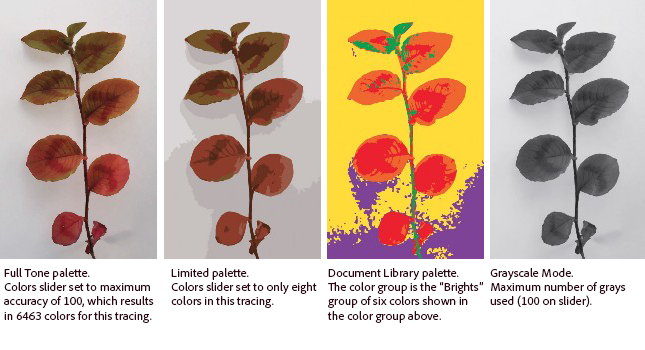 Full Tone palette.
Colors slider set to maximum
accuracy of 100, which results
in 6463 colors for this tracing.
Limited palette.
Colors slider set to only eight
colors in this tracing.
Document Library palette.
The color group is the "Brights"
group of six colors shown in
the color group above.
Grayscale Mode.
Maximum number of grays
used (100 on slider).